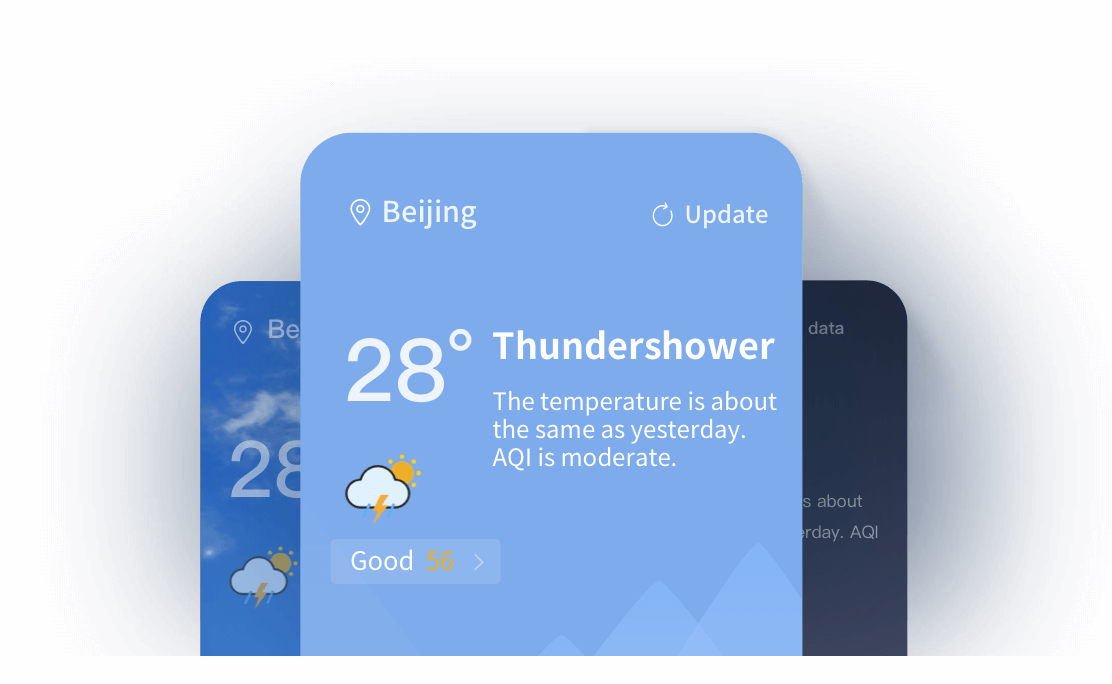 Beijing
Update
28°
Thundershower
The temperature is about
the same as yesterday.
AQI is moderate.
Good 56
Be
28
data
s about
erday. AQI